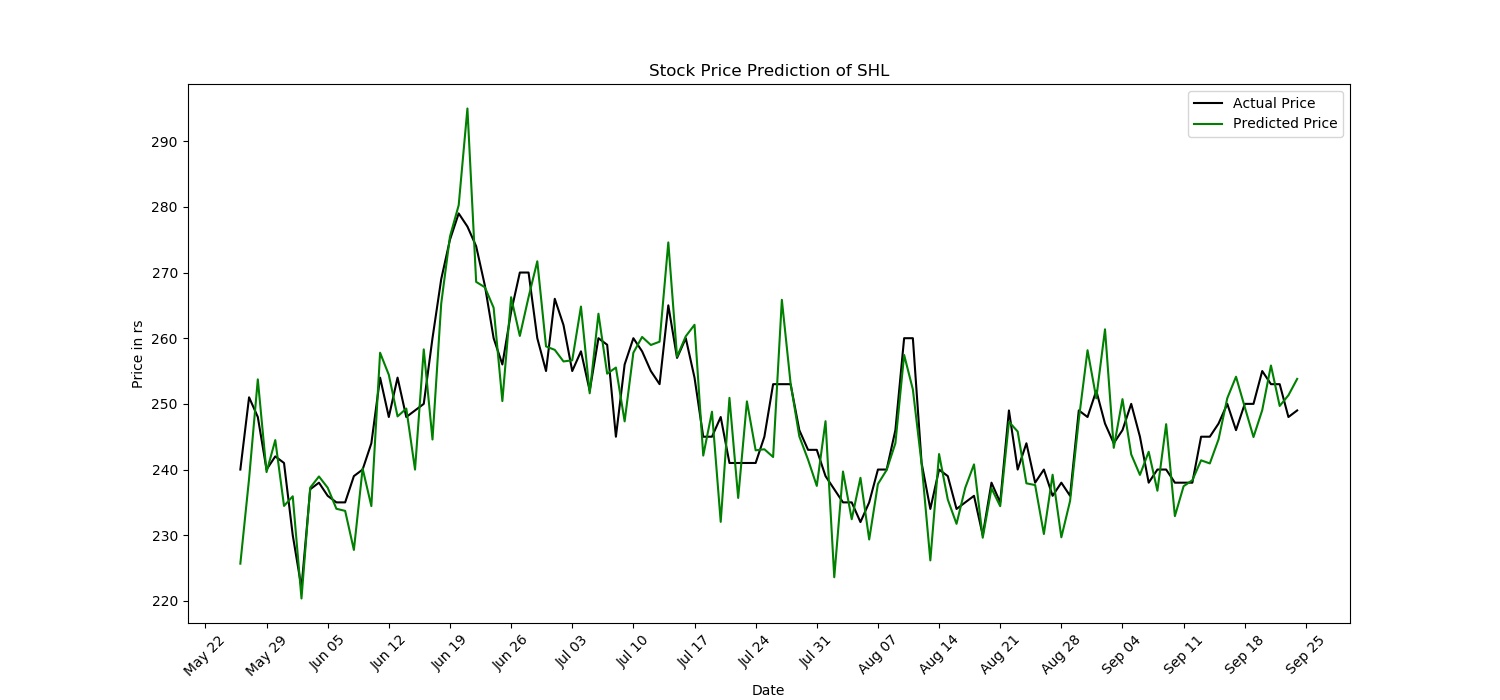 Stock Price Prediction of SHL
Actual Price
Predicted Price
Price in rs
290
280
270
260
250
240
230
220
May 22
May 29
Jun 05
Jun 12
Jun 19
Jun 26
Jul 03
Jul 10
Jul 17
Jul 24
Jul 31
Aug 07
Aug 14
Aug 21
Aug 28
Sep 04
Sep 11
Sep 18
Sep 25
Date